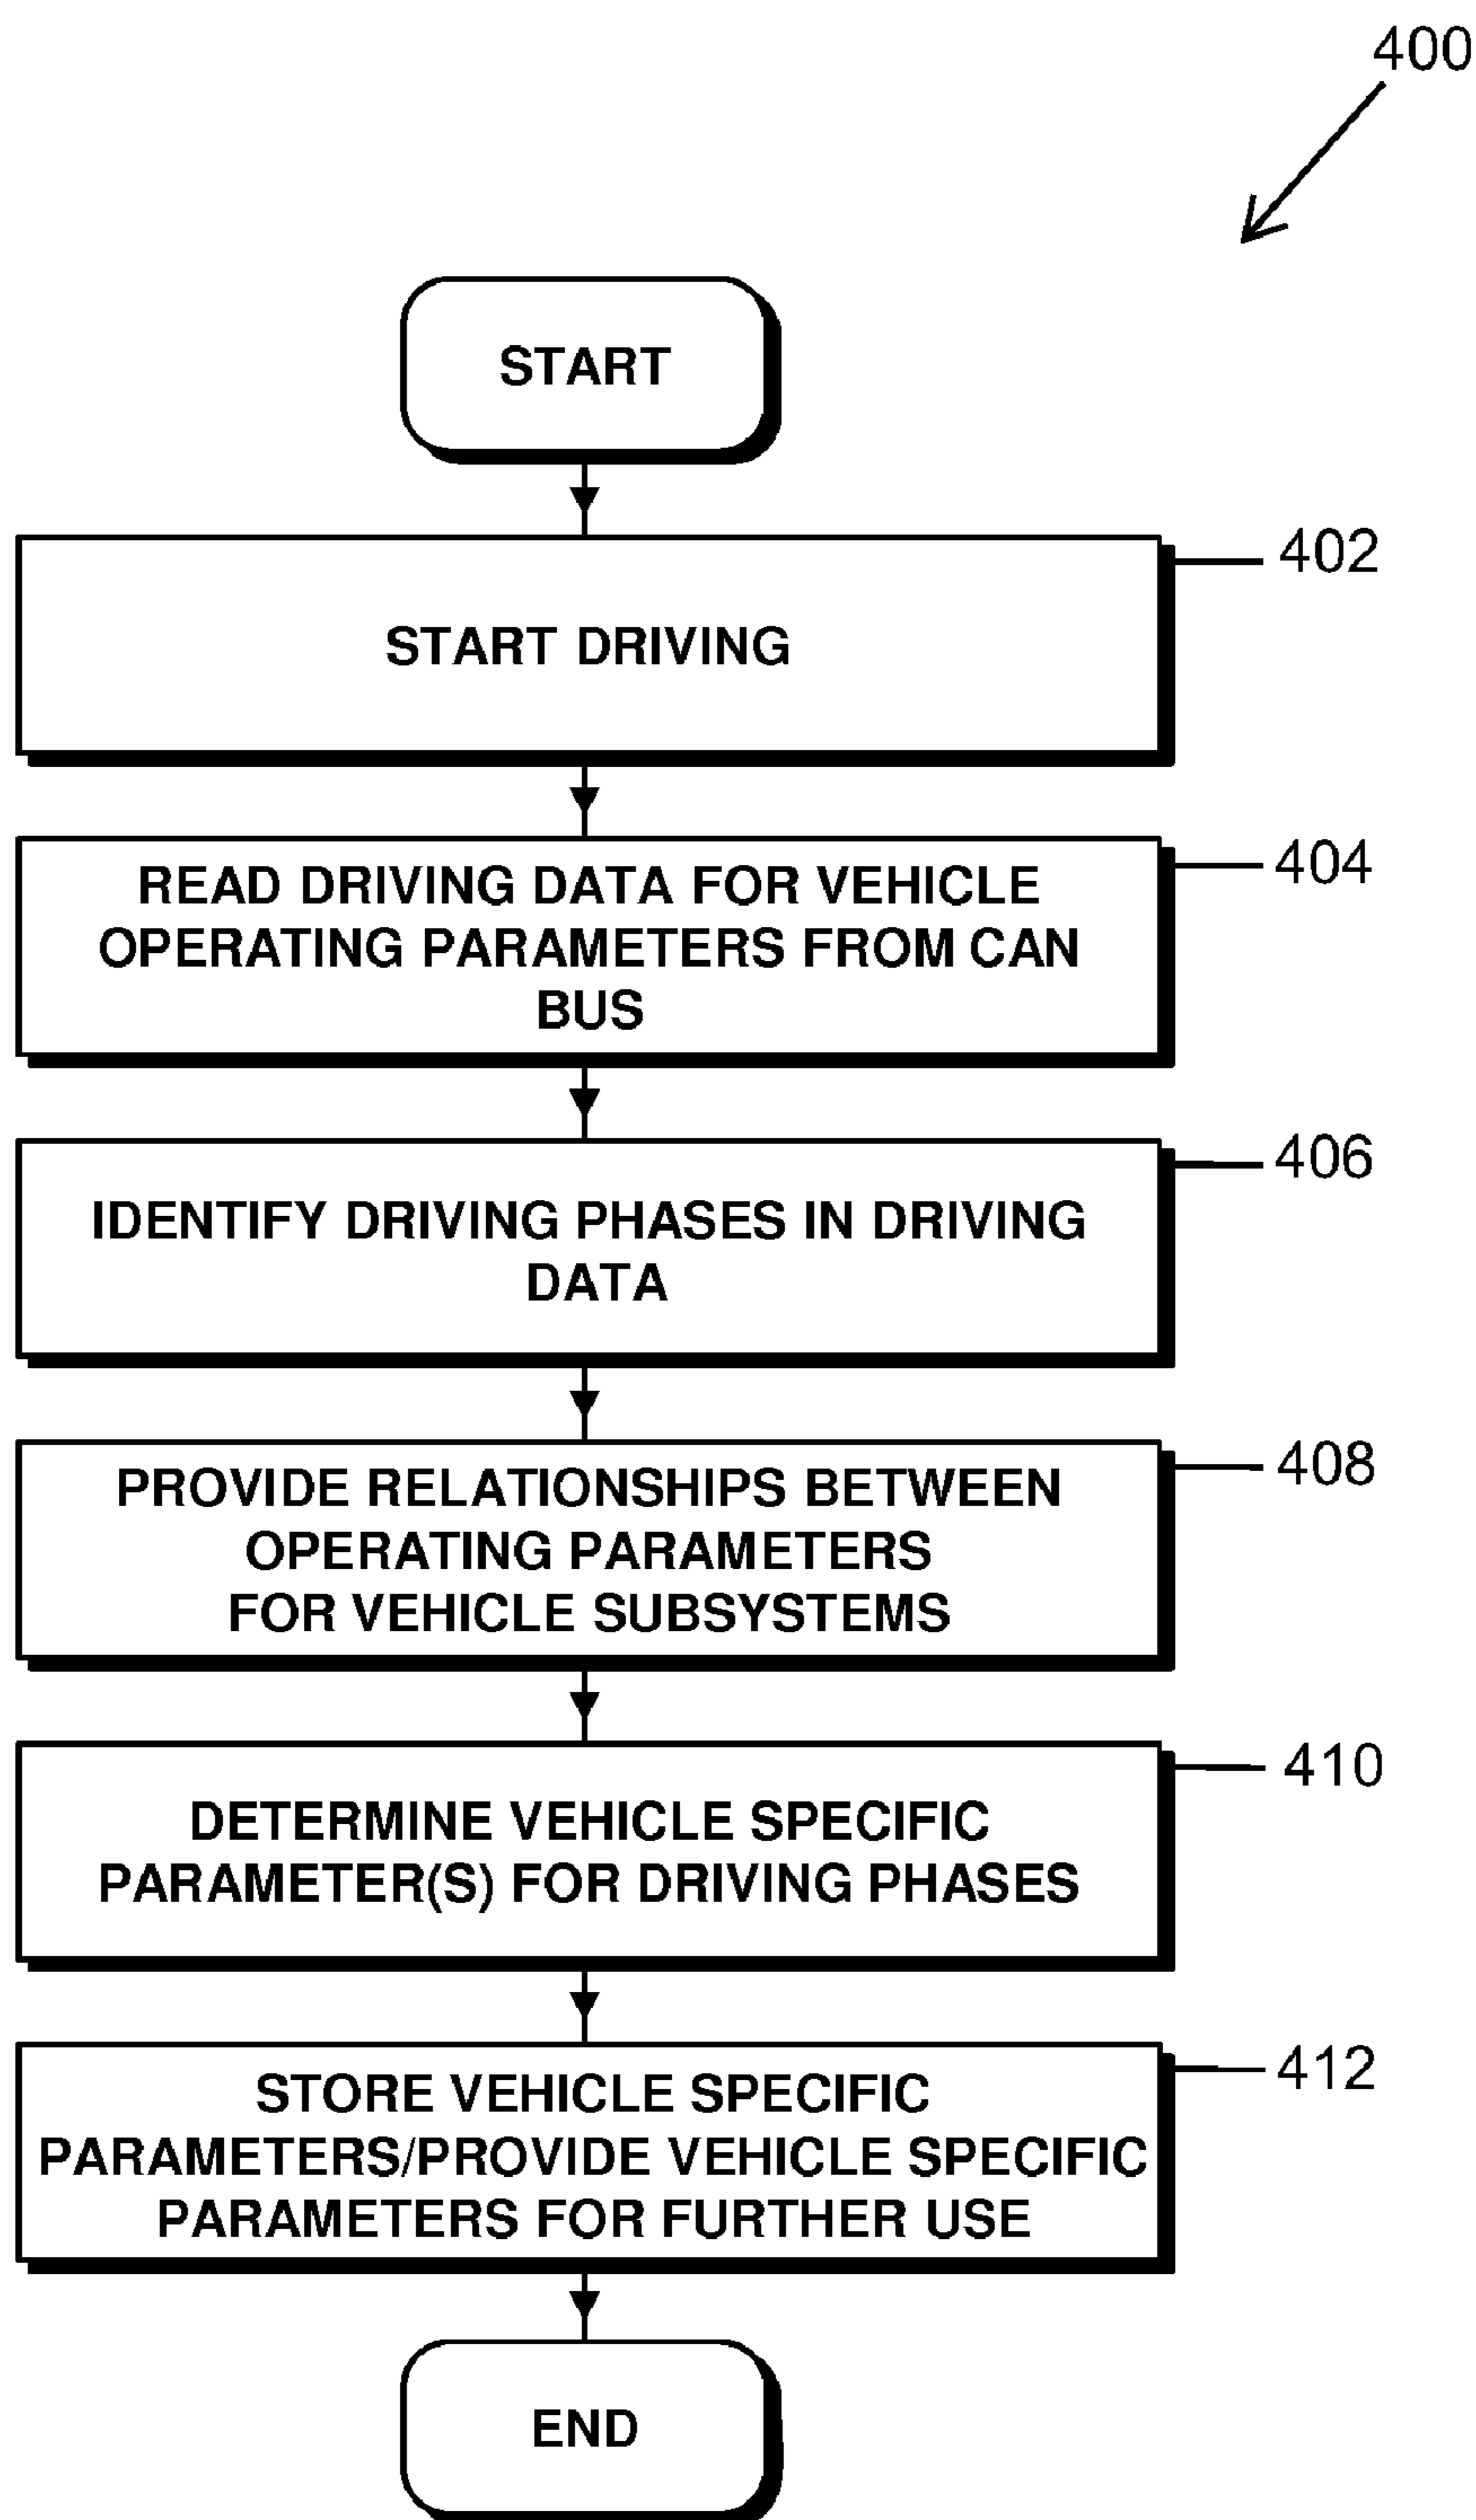 400
START
402
START DRIVING
404
READ DRIVING DATA FOR VEHICLE
OPERATING PARAMETERS FROM CAN
BUS
406
IDENTIFY DRIVING PHASES IN DRIVING
DATA
408
PROVIDE RELATIONSHIPS BETWEEN
OPERATING PARAMETERS
FOR VEHICLE SUBSYSTEMS
410
DETERMINE VEHICLE SPECIFIC
PARAMETER(S) FOR DRIVING PHASES
412
STORE VEHICLE SPECIFIC
PARAMETERS/PROVIDE VEHICLE SPECIFIC
PARAMETERS FOR FURTHER USE
END